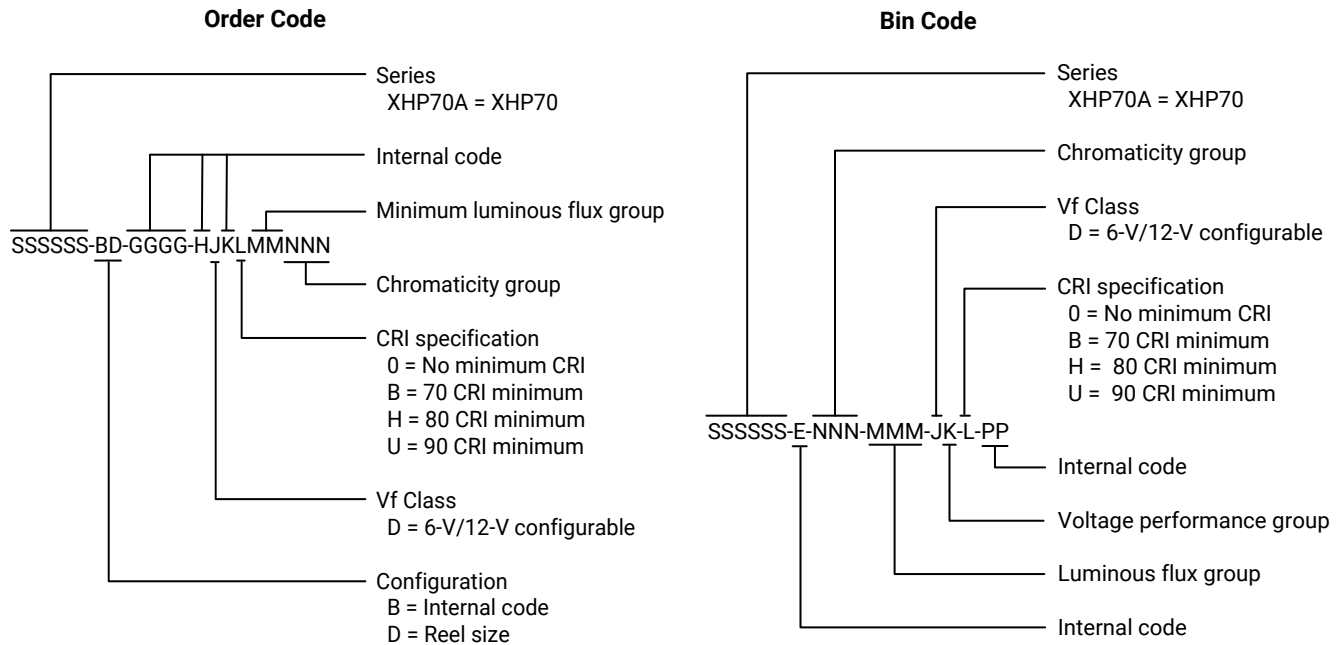 Order Code
Series
XHP70A = XHP70
Internal code
Minimum luminous flux group
SSSSSS-BD-GGGG-HJKLMMNNN
Chromaticity group
CRI specification
0 = No minimum CRI
B = 70 CRI minimum
H = 80 CRI minimum
U = 90 CRI minimum
Vf Class
D = 6-V/12-V configurable
Configuration
B = Internal code
D = Reel size
Bin Code
Series
XHP70A = XHP70
Chromaticity group
Vf Class
D = 6-V/12-V configurable
CRI specification
0 = No minimum CRI
B = 70 CRI minimum
H = 80 CRI minimum
U = 90 CRI minimum
SSSSSS-E-NNN-MMM-JK-L-PP
Internal code
Voltage performance group
Luminous flux group
Internal code